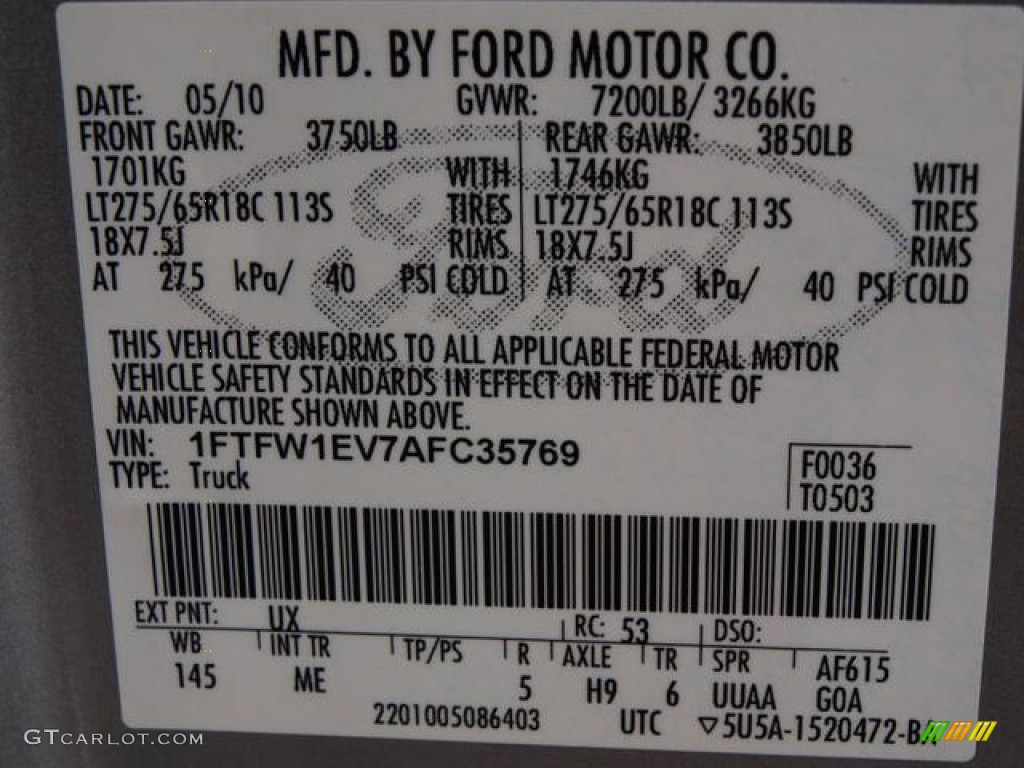 MFD. BY FORD MOTOR CO.
DATE: 05/10 GVWR: 7200LB/ 3266KG
FRONT GAWR: 3750LB REAR GAWR: 3850LB
1701KG WITH 1746KG WITH
LT275/65R18C 113S TIRES LT275/65R18C 113S TIRES
18X7.5J RIMS 18X7.5J RIMS
AT 275 kPa/ 40 PSI COLD AT 275 kPa/ 40 PSI COLD
Ford
THIS VEHICLE CONFORMS TO ALL APPLICABLE FEDERAL MOTOR
VEHICLE SAFETY STANDARDS IN EFFECT ON THE DATE OF
MANUFACTURE SHOWN ABOVE.
VIN: 1FTFW1EV7AFC35769
TYPE: Truck
F0036
T0503
EXT PNT: UX RC: 53 DSO:
WB INT TR TP/PS R AXLE TR SPR AF615
145 ME 5 H9 6 UUAA GOA
2201005086403 UTC ▽5U5A-1520472-BA
GTCarlot.com